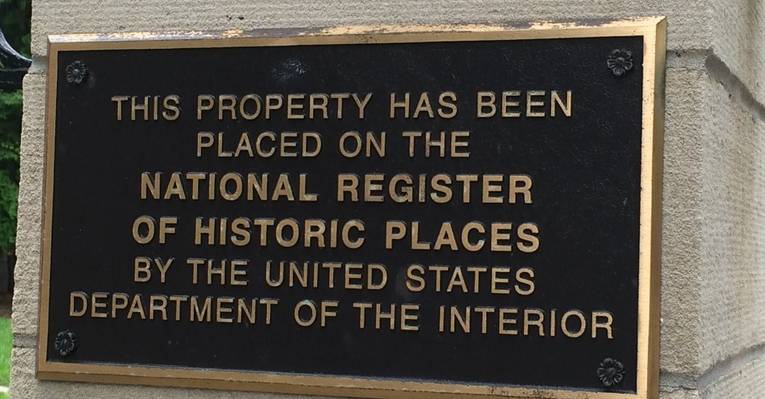 THIS PROPERTY HAS BEEN
PLACED ON THE
NATIONAL REGISTER
OF HISTORIC PLACES
BY THE UNITED STATES
DEPARTMENT OF THE INTERIOR